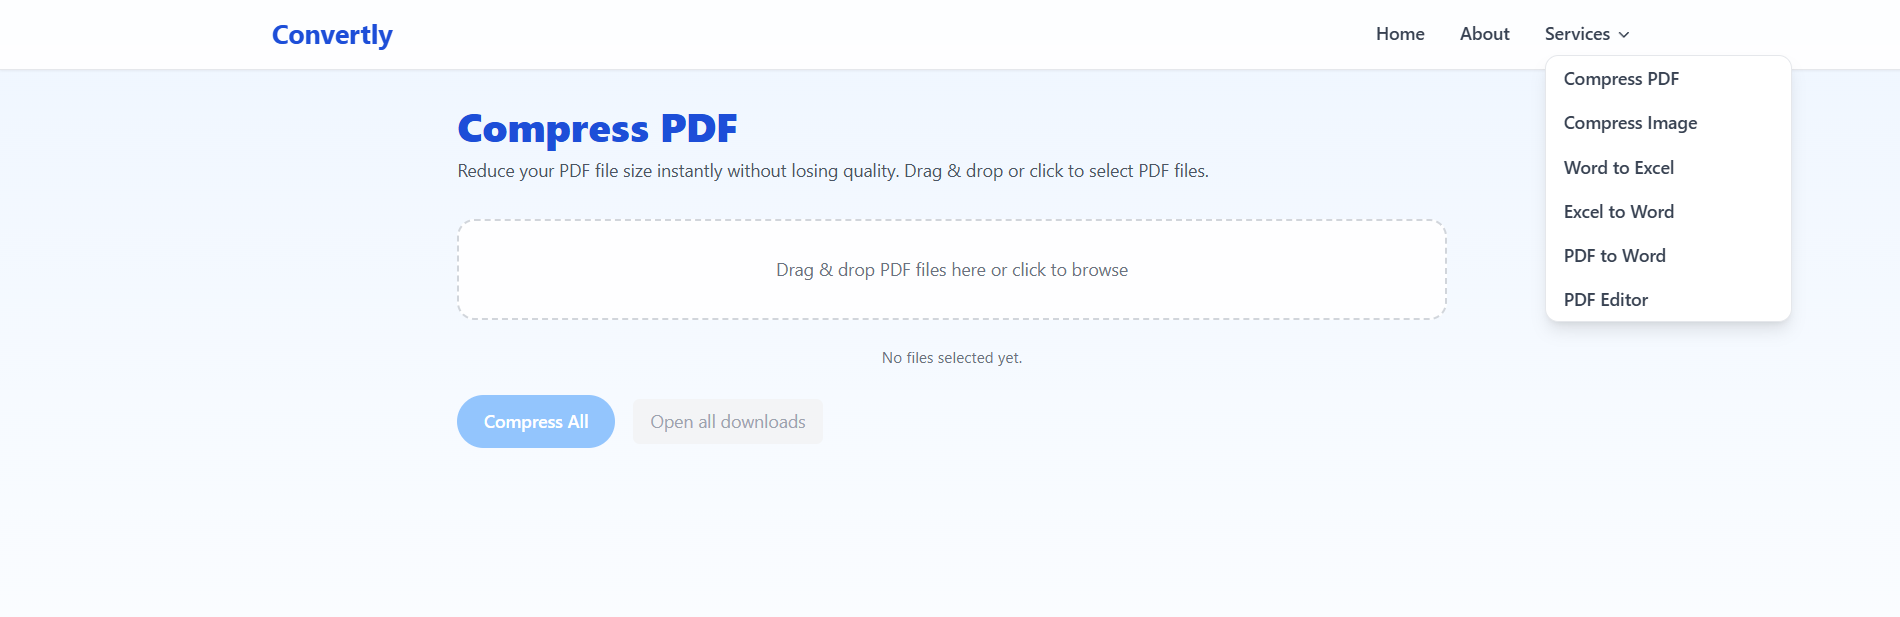 Convertly
Home
About
Services
Compress PDF
Compress Image
Word to Excel
Excel to Word
PDF to Word
PDF Editor
Compress PDF
Reduce your PDF file size instantly without losing quality. Drag & drop or click to select PDF files.
Drag & drop PDF files here or click to browse
No files selected yet.
Compress All
Open all downloads